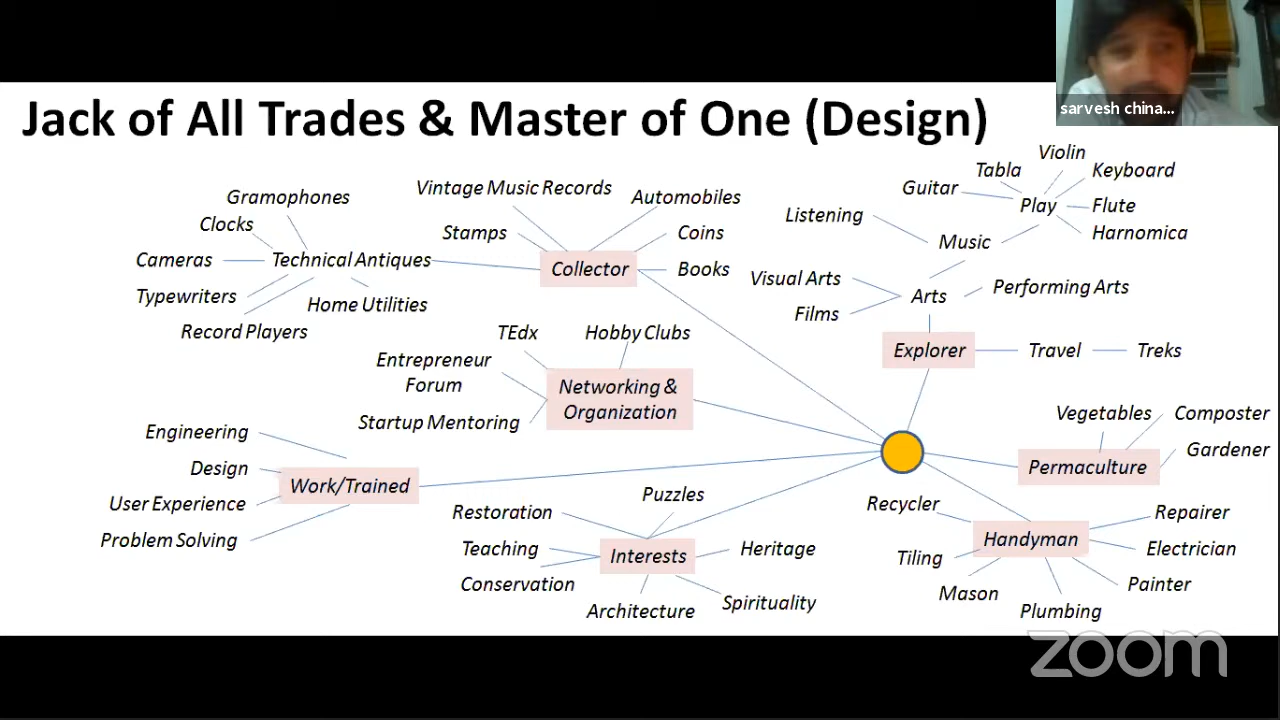 sarvesh china...
Jack of All Trades & Master of One (Design)
Gramophones
Clocks
Cameras
Technical Antiques
Typewriters
Home Utilities
Record Players
Vintage Music Records
Automobiles
Stamps
Coins
Collector
Books
TEdx
Hobby Clubs
Entrepreneur
Forum
Networking &
Organization
Startup Mentoring
Engineering
Design
Work/Trained
User Experience
Problem Solving
Puzzles
Restoration
Teaching
Interests
Heritage
Conservation
Architecture
Spirituality
Violin
Tabla
Keyboard
Guitar
Play
Flute
Listening
Harnomica
Music
Visual Arts
Arts
Performing Arts
Films
Explorer
Travel
Treks
Vegetables
Composter
Gardener
Permaculture
Recycler
Repairer
Handyman
Electrician
Tiling
Painter
Mason
Plumbing
zoom